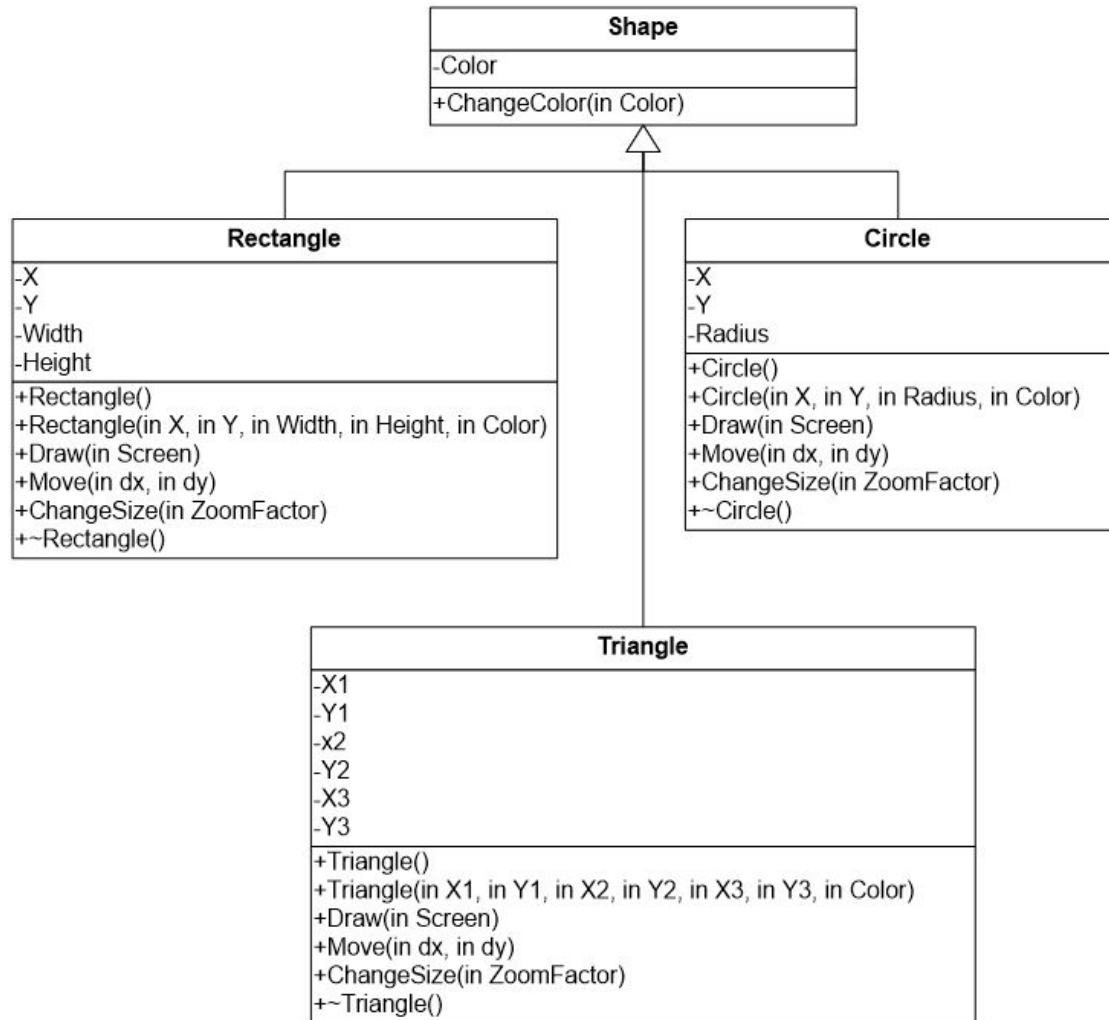 Shape
-Color
+ChangeColor(in Color)
Rectangle
-X
-Y
-Width
-Height
+Rectangle()
+Rectangle(in X, in Y, in Width, in Height, in Color)
+Draw(in Screen)
+Move(in dx, in dy)
+ChangeSize(in ZoomFactor)
+~Rectangle()
Circle
-X
-Y
-Radius
+Circle()
+Circle(in X, in Y, in Radius, in Color)
+Draw(in Screen)
+Move(in dx, in dy)
+ChangeSize(in ZoomFactor)
+~Circle()
Triangle
-X1
-Y1
-x2
-Y2
-X3
-Y3
+Triangle()
+Triangle(in X1, in Y1, in X2, in Y2, in X3, in Y3, in Color)
+Draw(in Screen)
+Move(in dx, in dy)
+ChangeSize(in ZoomFactor)
+~Triangle()